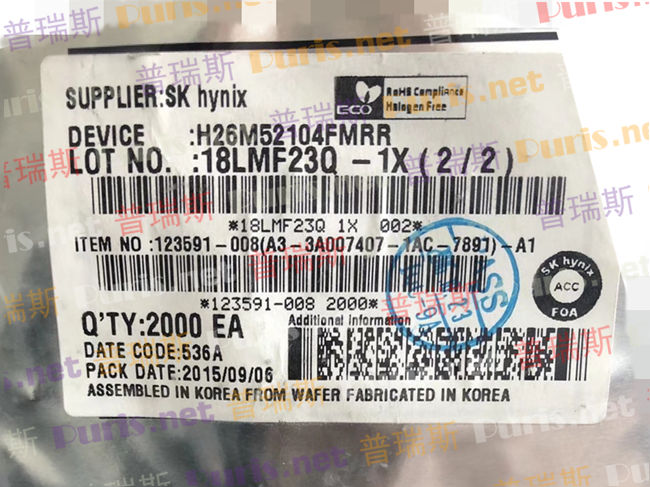 SUPPLIER:SK hynix
ECO
RoHS Compliance
Halogen Free
DEVICE :H26M52104FMRR
LOT NO. :18LMF23Q -1X(2/2)
*18LMF23Q 1X 002*
ITEM NO :123591-008(A3-3A007407-1AC-7891)-A1
*123591-008 2000*
SK hynix
ACC
FQA
Q'TY:2000 EA
Additional information
DATE CODE:536A
PACK DATE:2015/09/06
ASSEMBLED IN KOREA FROM WAFER FABRICATED IN KOREA
普瑞斯 Puris.net